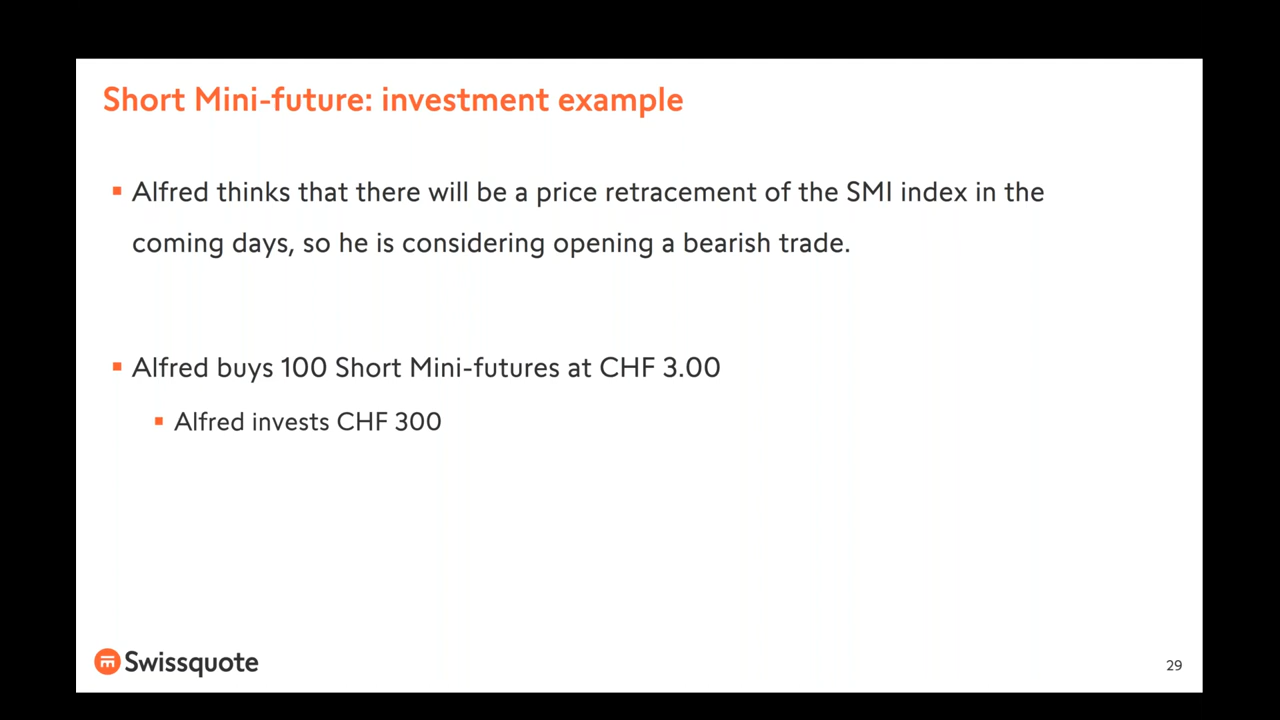 Short Mini-future: investment example
Alfred thinks that there will be a price retracement of the SMI index in the
coming days, so he is considering opening a bearish trade.
Alfred buys 100 Short Mini-futures at CHF 3.00
Alfred invests CHF 300
Swissquote
29